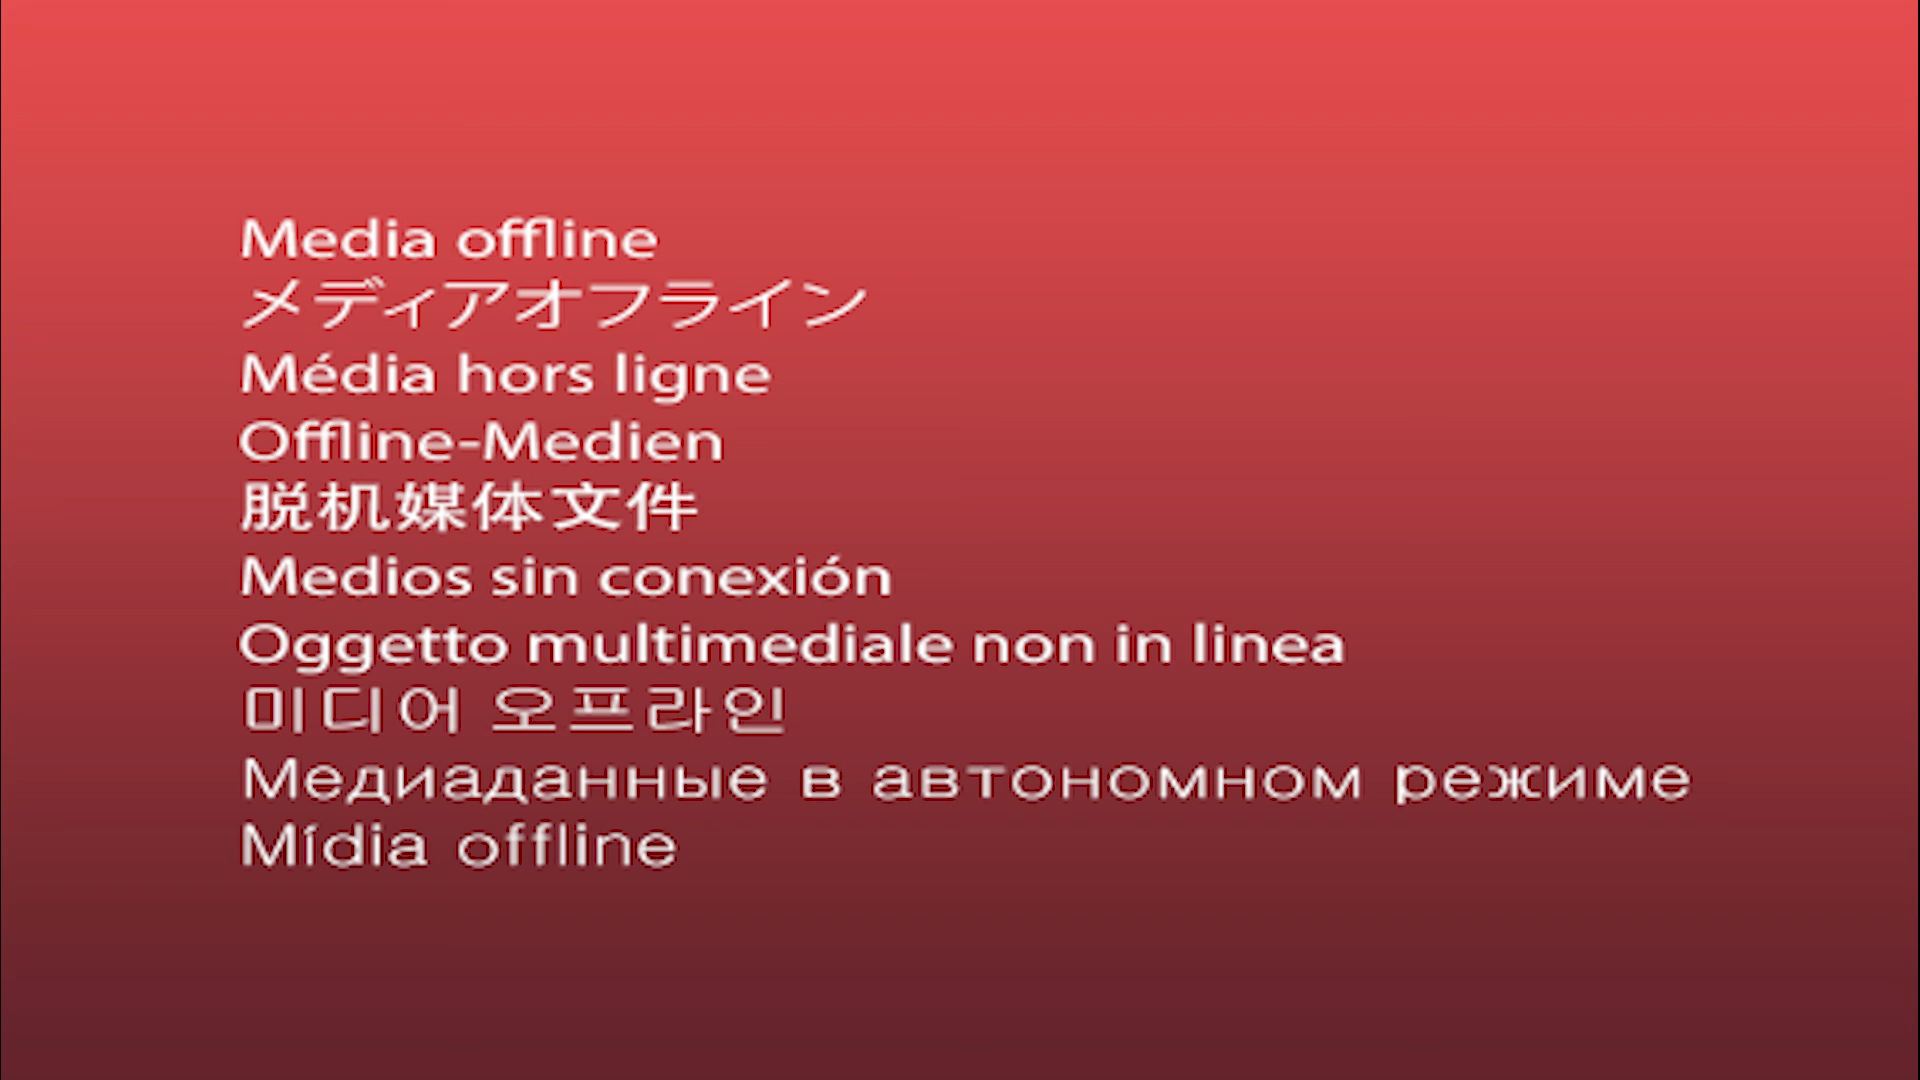 Media offline
メディアオフライン
Média hors ligne
Offline-Medien
脱机媒体文件
Medios sin conexión
Oggetto multimediale non in linea
미디어 오프라인
Медиаданные в автономном режиме
Mídia offline